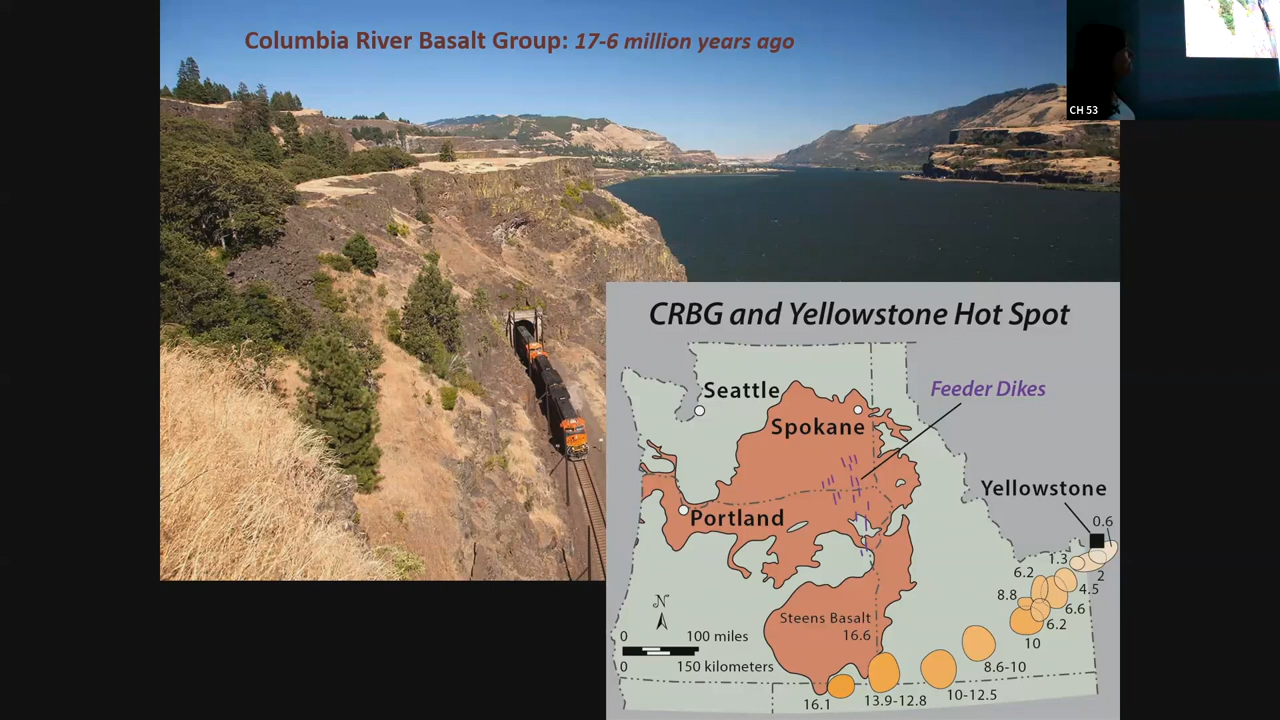 Columbia River Basalt Group: 17-6 million years ago
CH 53
CRBG and Yellowstone Hot Spot
Seattle
Feeder Dikes
Spokane
Yellowstone
Portland
0.6
1.3
2
6.2
4.5
8.8
6.6
6.2
N
Steens Basalt
16.6
10
0 100 miles
0 150 kilometers
8.6-10
10-12.5
13.9-12.8
16.1